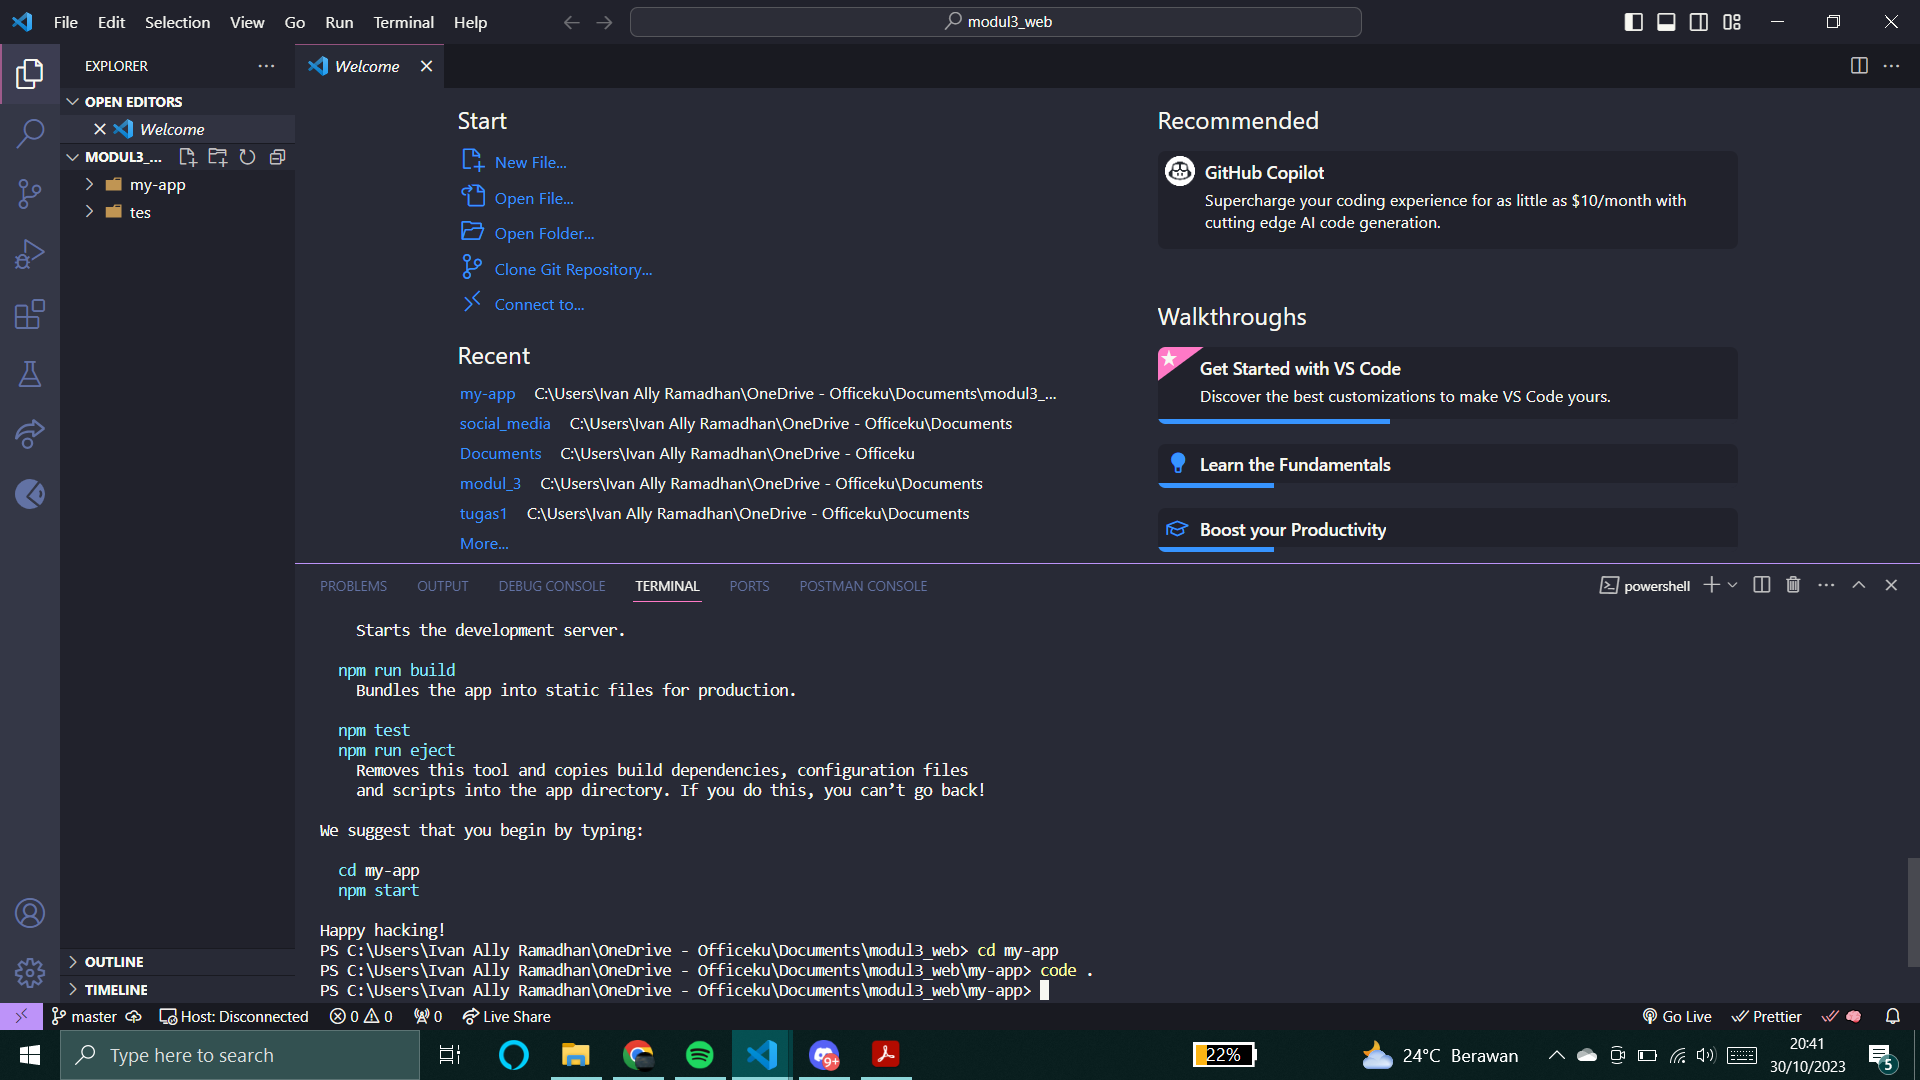 File Edit Selection View Go Run Terminal Help
modul3_web
EXPLORER
OPEN EDITORS
Welcome
MODUL3_...
my-app
tes
OUTLINE
TIMELINE
Welcome
Start
New File...
Open File...
Open Folder...
Clone Git Repository...
Connect to...
Recent
my-app C:\Users\Ivan Ally Ramadhan\OneDrive - Officeku\Documents\modul3_...
social_media C:\Users\Ivan Ally Ramadhan\OneDrive - Officeku\Documents
Documents C:\Users\Ivan Ally Ramadhan\OneDrive - Officeku
modul_3 C:\Users\Ivan Ally Ramadhan\OneDrive - Officeku\Documents
tugas1 C:\Users\Ivan Ally Ramadhan\OneDrive - Officeku\Documents
More...
Recommended
GitHub Copilot
Supercharge your coding experience for as little as $10/month with
cutting edge AI code generation.
Walkthroughs
Get Started with VS Code
Discover the best customizations to make VS Code yours.
Learn the Fundamentals
Boost your Productivity
PROBLEMS OUTPUT DEBUG CONSOLE TERMINAL PORTS POSTMAN CONSOLE
powershell
Starts the development server.
npm run build
Bundles the app into static files for production.
npm test
npm run eject
Removes this tool and copies build dependencies, configuration files
and scripts into the app directory. If you do this, you can’t go back!
We suggest that you begin by typing:
cd my-app
npm start
Happy hacking!
PS C:\Users\Ivan Ally Ramadhan\OneDrive - Officeku\Documents\modul3_web> cd my-app
PS C:\Users\Ivan Ally Ramadhan\OneDrive - Officeku\Documents\modul3_web\my-app> code .
PS C:\Users\Ivan Ally Ramadhan\OneDrive - Officeku\Documents\modul3_web\my-app>
master Host: Disconnected 0 0 0 Live Share Go Live Prettier
Type here to search
9+
22%
24°C Berawan
20:41
30/10/2023
5